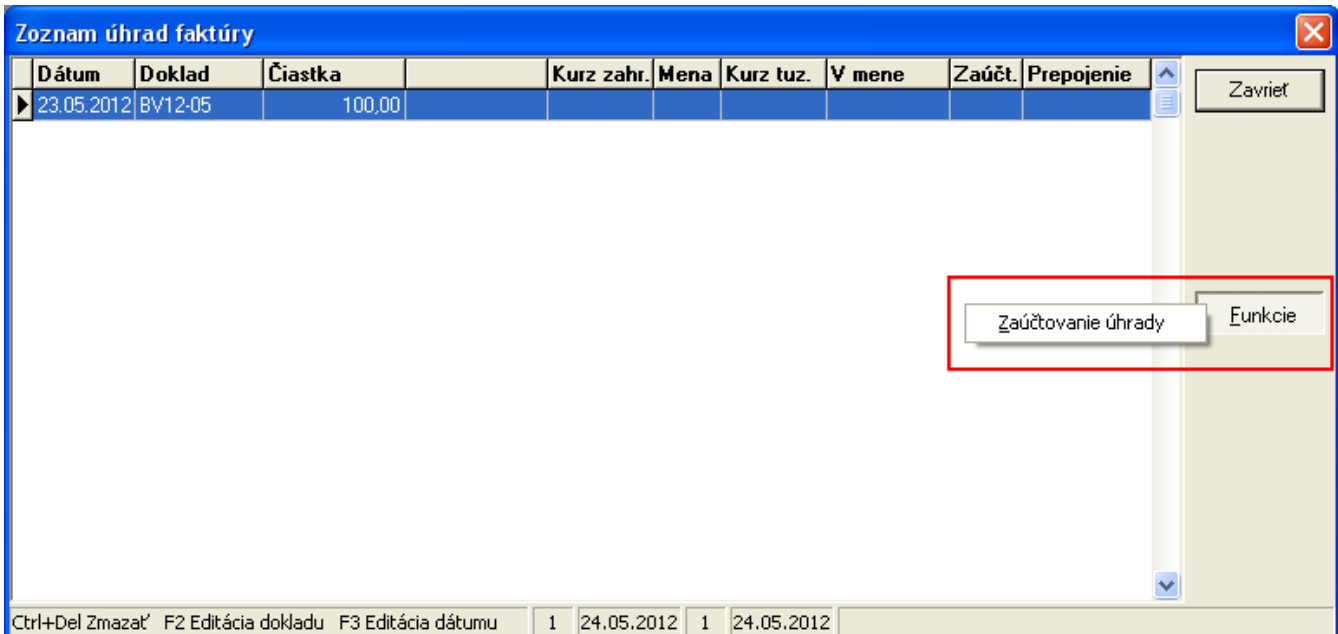 Zoznam úhrad faktúry
Dátum Doklad Čiastka Kurz zahr. Mena Kurz tuz. V mene Zaúčt. Prepojenie
23.05.2012 BV12-05 100,00
Zavrieť
Zaúčtovanie úhrady
Funkcie
Ctrl+Del Zmazať F2 Editácia dokladu F3 Editácia dátumu 1 24.05.2012 1 24.05.2012